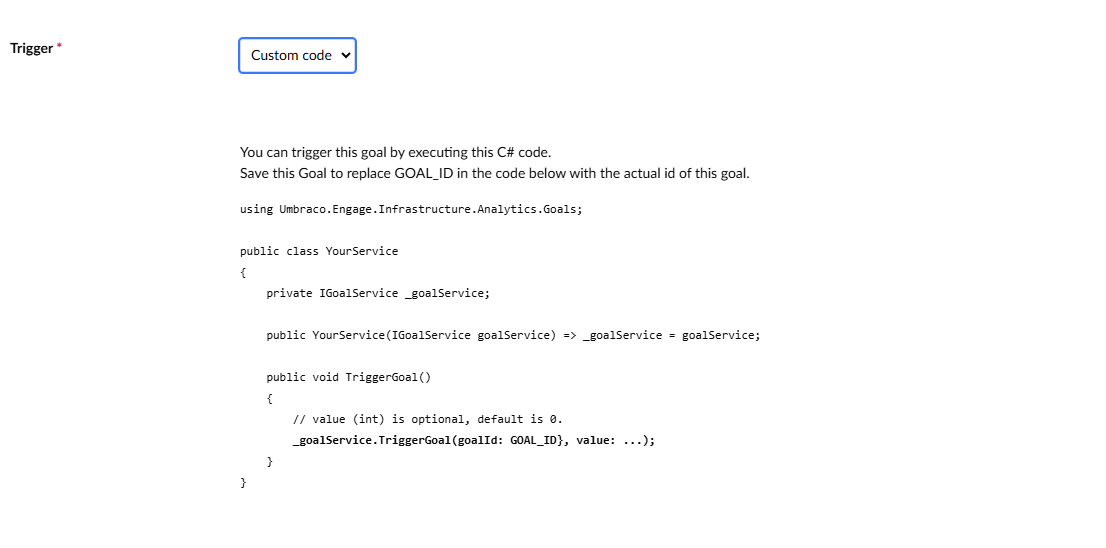 Trigger *
Custom code
You can trigger this goal by executing this C# code.
Save this Goal to replace GOAL_ID in the code below with the actual id of this goal.
using Umbraco.Engage.Infrastructure.Analytics.Goals;
public class YourService
{
    private IGoalService _goalService;
    public YourService(IGoalService goalService) => _goalService = goalService;
    public void TriggerGoal()
    {
        // value (int) is optional, default is 0.
        _goalService.TriggerGoal(goalId: GOAL_ID}, value: ...);
    }
}